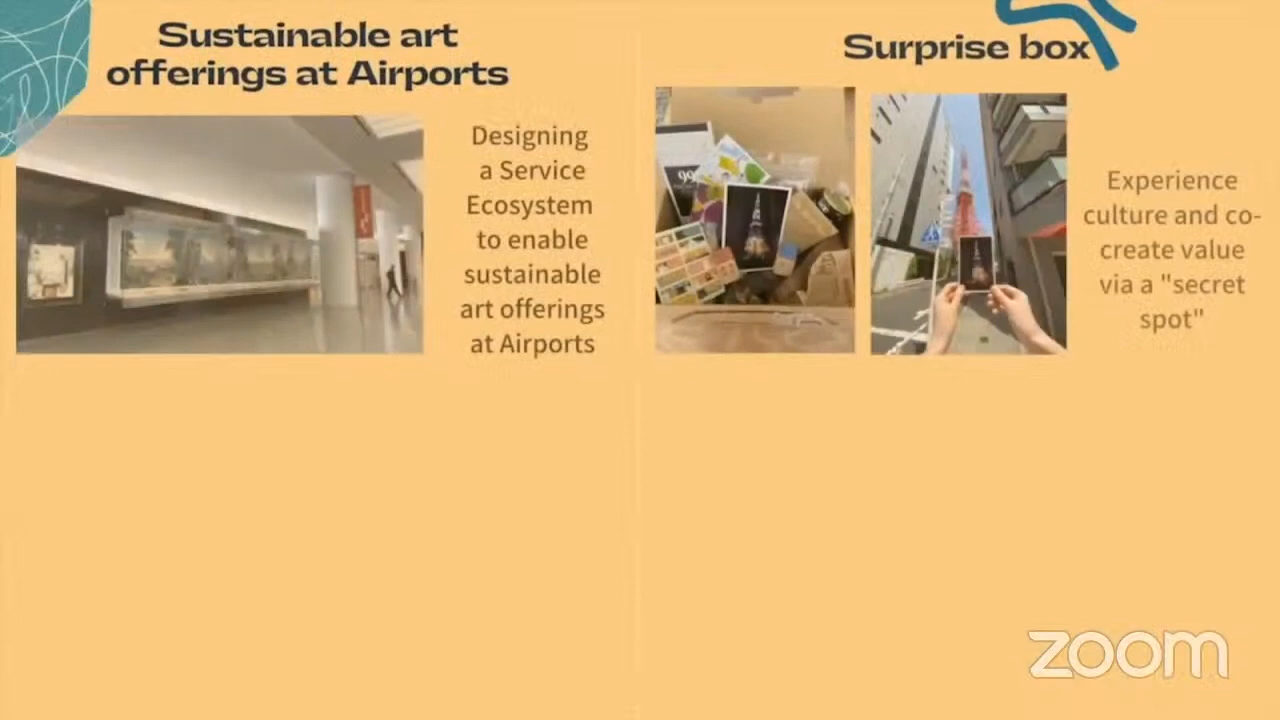 Sustainable art
offerings at Airports
Designing
a Service
Ecosystem
to enable
sustainable
art offerings
at Airports
Surprise box
99
Experience
culture and co-
create value
via a "secret
spot"
zoom